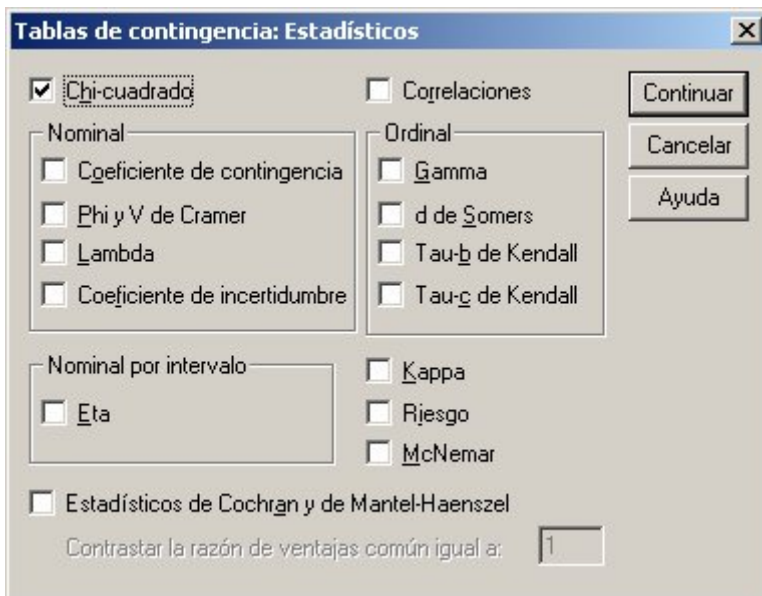 Tablas de contingencia: Estadísticos
Chi-cuadrado
Correlaciones
Continuar
Nominal
Ordinal
Cancelar
Coeficiente de contingencia
Gamma
Ayuda
Phi y V de Cramer
d de Somers
Lambda
Tau-b de Kendall
Coeficiente de incertidumbre
Tau-c de Kendall
Nominal por intervalo
Kappa
Eta
Riesgo
McNemar
Estadísticos de Cochran y de Mantel-Haenszel
Contrastar la razón de ventajas común igual a: 1